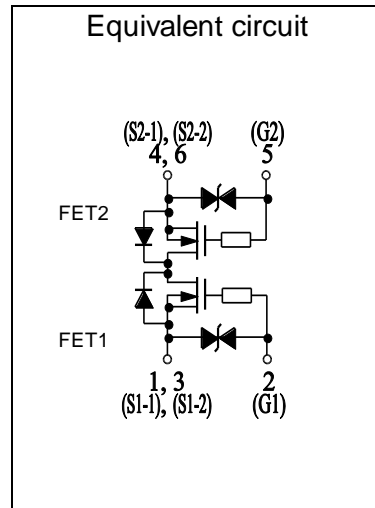 Equivalent circuit
(S2-1), (S2-2) (G2)
4, 6 5
FET2
FET1
1, 3 2
(S1-1), (S1-2) (G1)